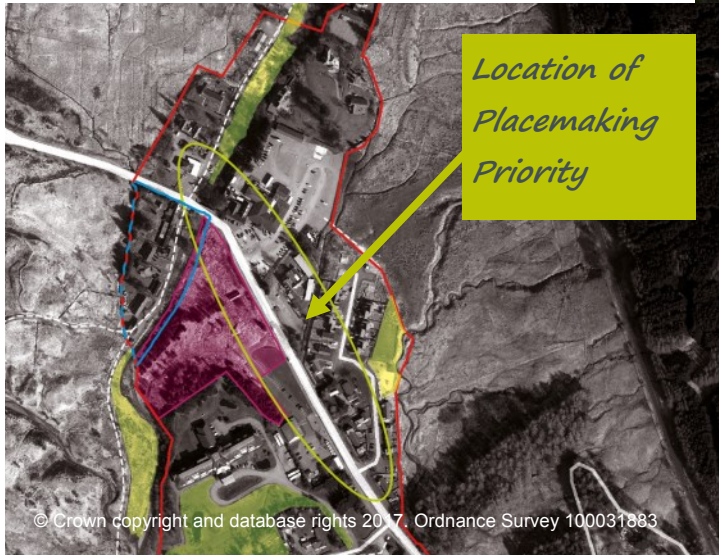 Location of
Placemaking
Priority
© Crown copyright and database rights 2017. Ordnance Survey 100031883